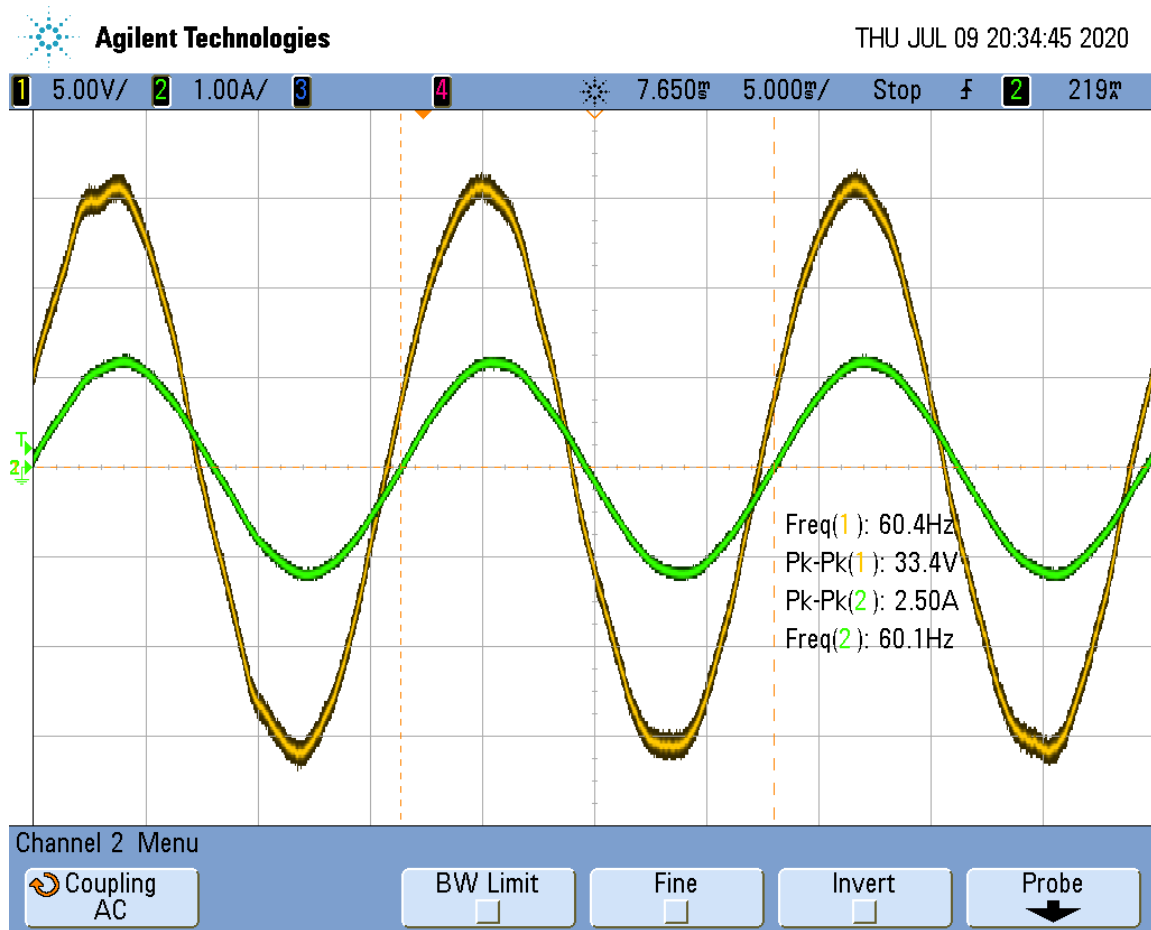 Agilent Technologies THU JUL 09 20:34:45 2020
1 5.00V/ 2 1.00A/ 3 4 7.650ms 5.000ms/ Stop 2 219mA
T
2
Freq(1): 60.4Hz
Pk-Pk(1): 33.4V
Pk-Pk(2): 2.50A
Freq(2): 60.1Hz
Channel 2 Menu
Coupling BW Limit Fine Invert Probe
AC